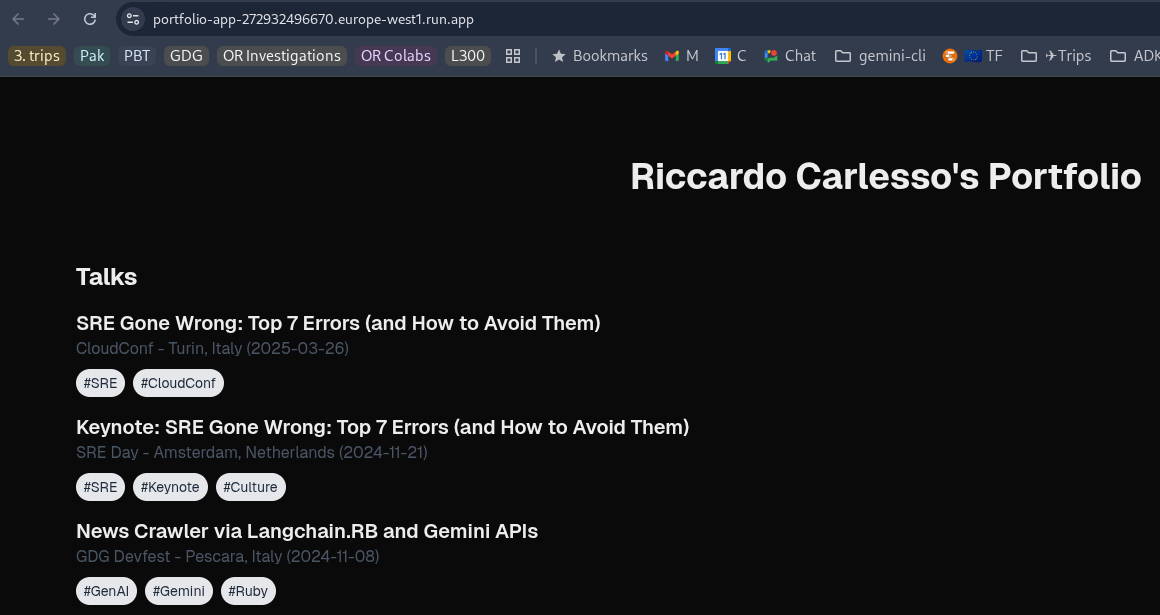 portfolio-app-272932496670.europe-west1.run.app
3. trips Pak PBT GDG OR Investigations OR Colabs L300 Bookmarks M C Chat gemini-cli TF Trips ADK
Riccardo Carlesso's Portfolio
Talks
SRE Gone Wrong: Top 7 Errors (and How to Avoid Them)
CloudConf - Turin, Italy (2025-03-26)
#SRE #CloudConf
Keynote: SRE Gone Wrong: Top 7 Errors (and How to Avoid Them)
SRE Day - Amsterdam, Netherlands (2024-11-21)
#SRE #Keynote #Culture
News Crawler via Langchain.RB and Gemini APIs
GDG Devfest - Pescara, Italy (2024-11-08)
#GenAI #Gemini #Ruby